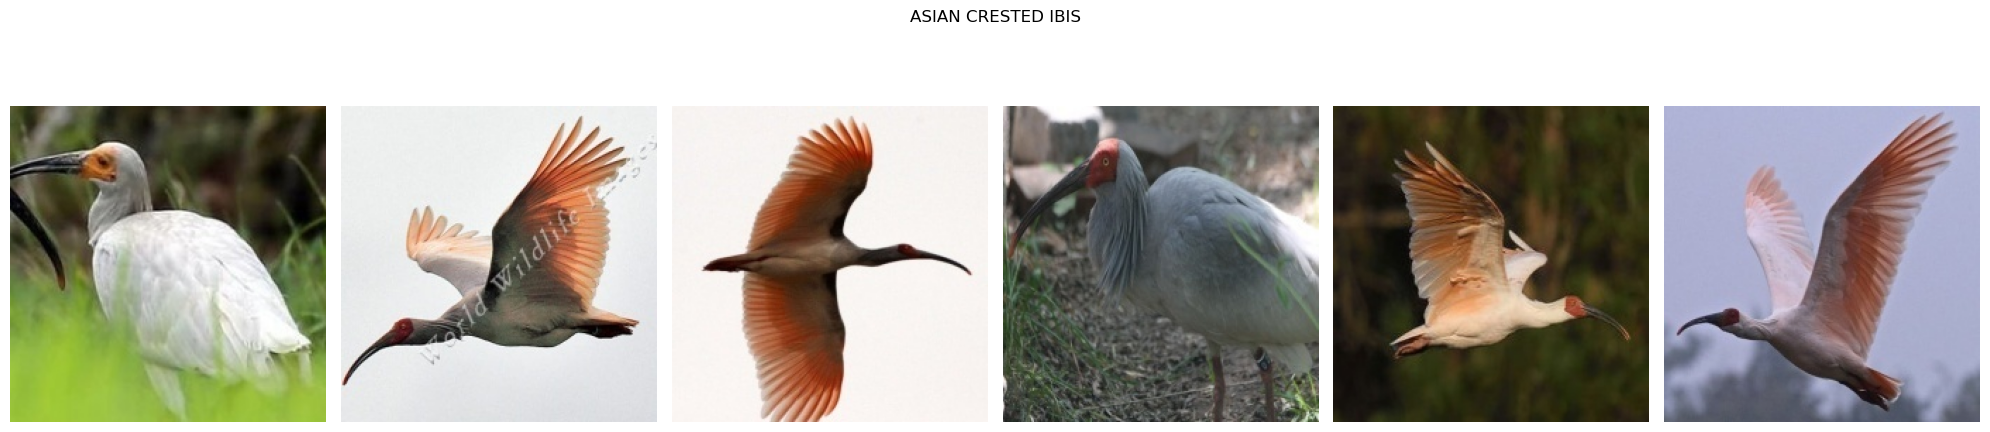 ASIAN CRESTED IBIS
World Wildlife Images